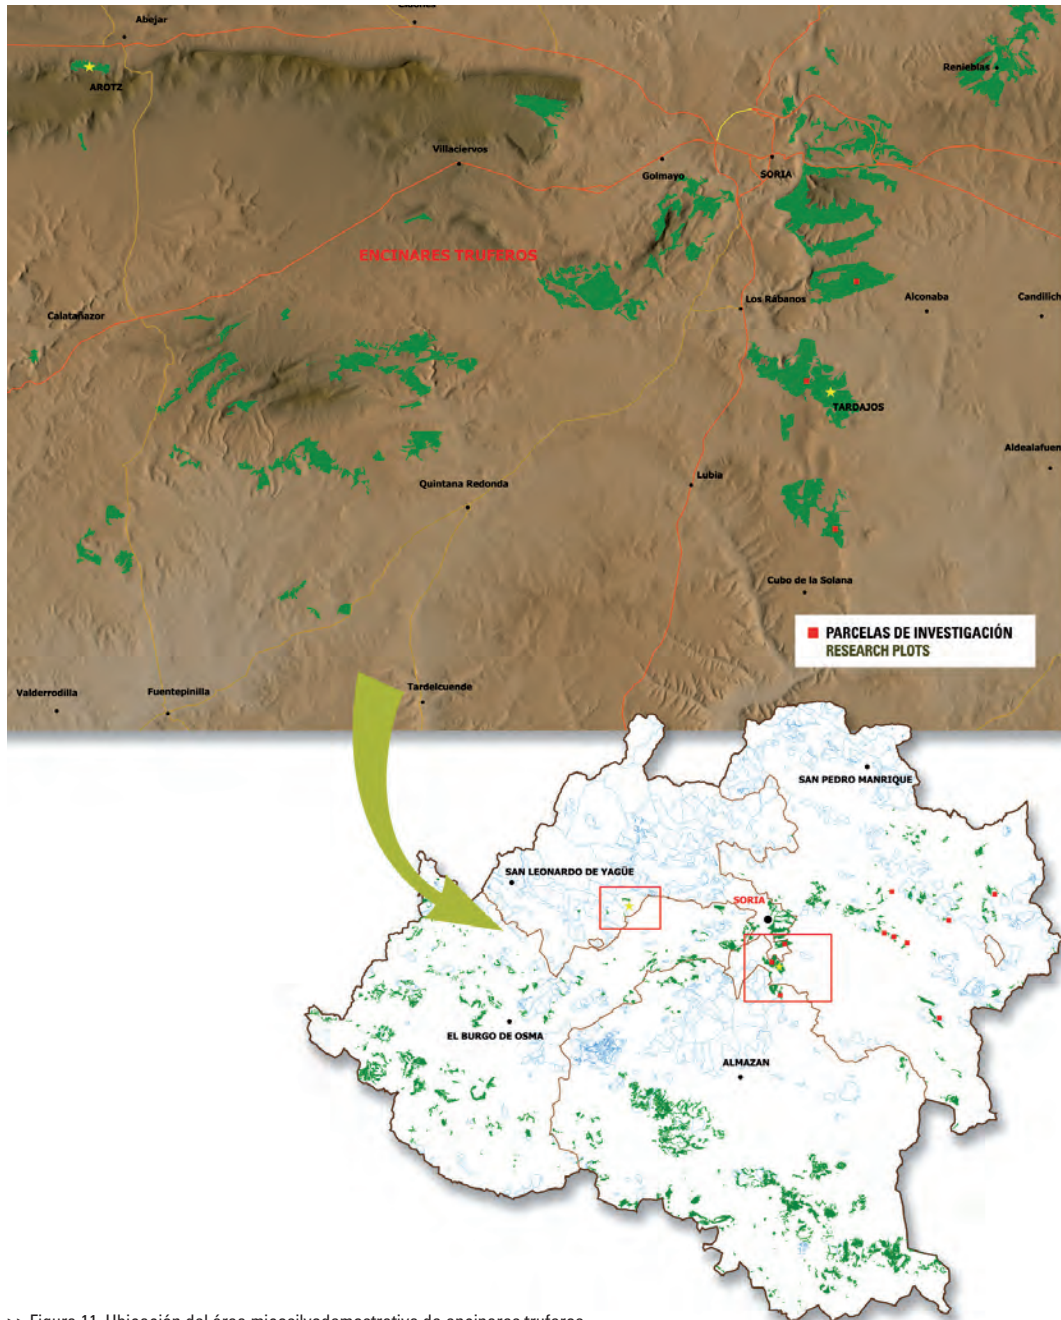 Abejar
AROTZ
Renieblas
Villaciervos
Golmayo
SORIA
ENCINARES TRUFEROS
Calatañazor
Los Rábanos
Alconaba
TARDAJOS
Quintana Redonda
Lubia
Cubo de la Solana
PARCELAS DE INVESTIGACIÓN
RESEARCH PLOTS
Valderrodilla
Fuentepinilla
Tardelcuende
SAN PEDRO MANRIQUE
SAN LEONARDO DE YAGÜE
SORIA
EL BURGO DE OSMA
ALMAZAN